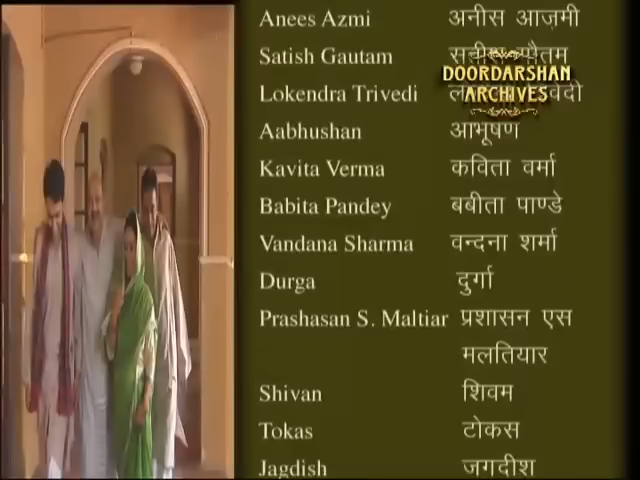 Anees Azmi अनीस आज़मी
Satish Gautam
DOORDARSHAN
Lokendra Trivedi
ARCHIVES
Aabhushan आभूषण
Kavita Verma कविता वर्मा
Babita Pandey बबीता पाण्डे
Vandana Sharma वन्दना शर्मा
Durga दुर्गा
Prashasan S. Maltiar प्रशासन एस
मलतियार
Shivan शिवम
Tokas टोकस
Jagdish जगदीश